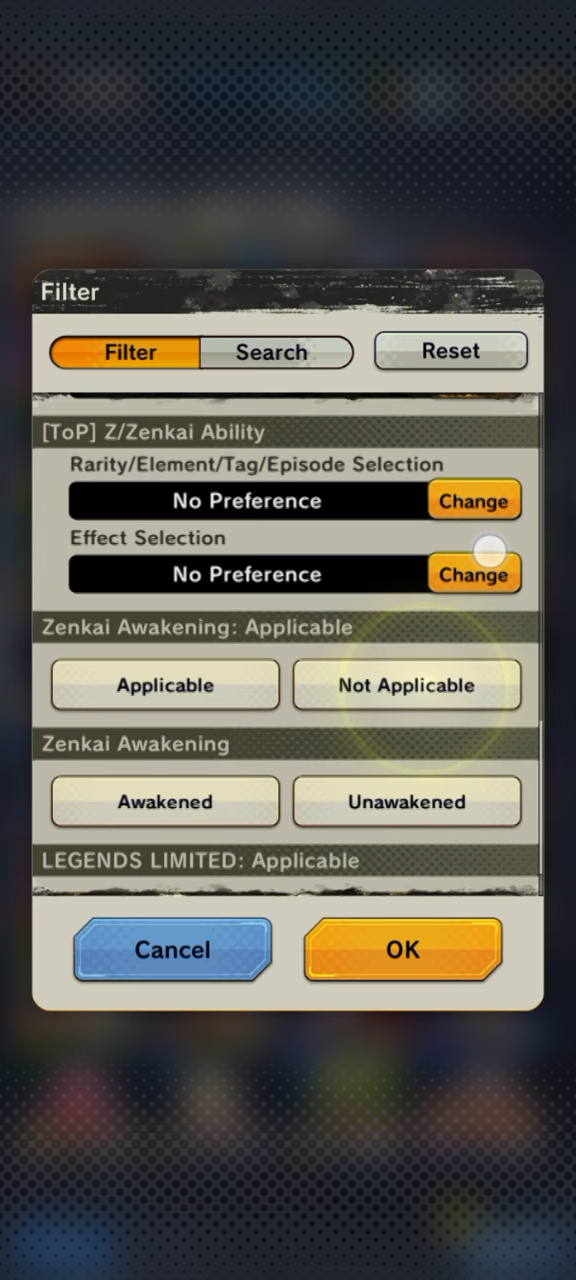 Filter
Filter
Search
Reset
[ToP] Z/Zenkai Ability
Rarity/Element/Tag/Episode Selection
No Preference
Change
Effect Selection
No Preference
Change
Zenkai Awakening: Applicable
Applicable
Not Applicable
Zenkai Awakening
Awakened
Unawakened
LEGENDS LIMITED: Applicable
Cancel
OK